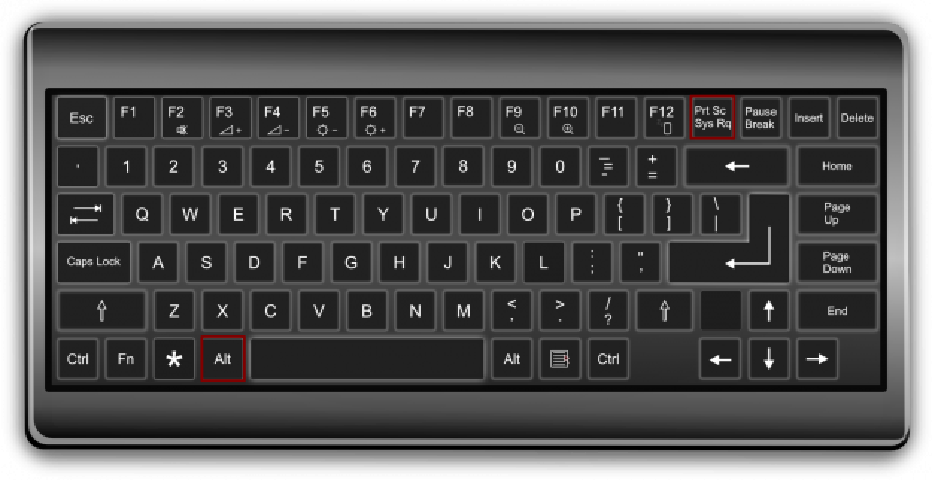 Esc F1 F2 F3 F4 F5 F6 F7 F8 F9 F10 F11 F12 Prt Sc Sys Rq Pause Break Insert Delete
1 2 3 4 5 6 7 8 9 0 + = Home
Q W E R T Y U I O P { [ } ] \ | Page Up
Caps Lock A S D F G H J K L : ; " , Page Down
Z X C V B N M < , > . / ? End
Ctrl Fn * Alt Alt Ctrl